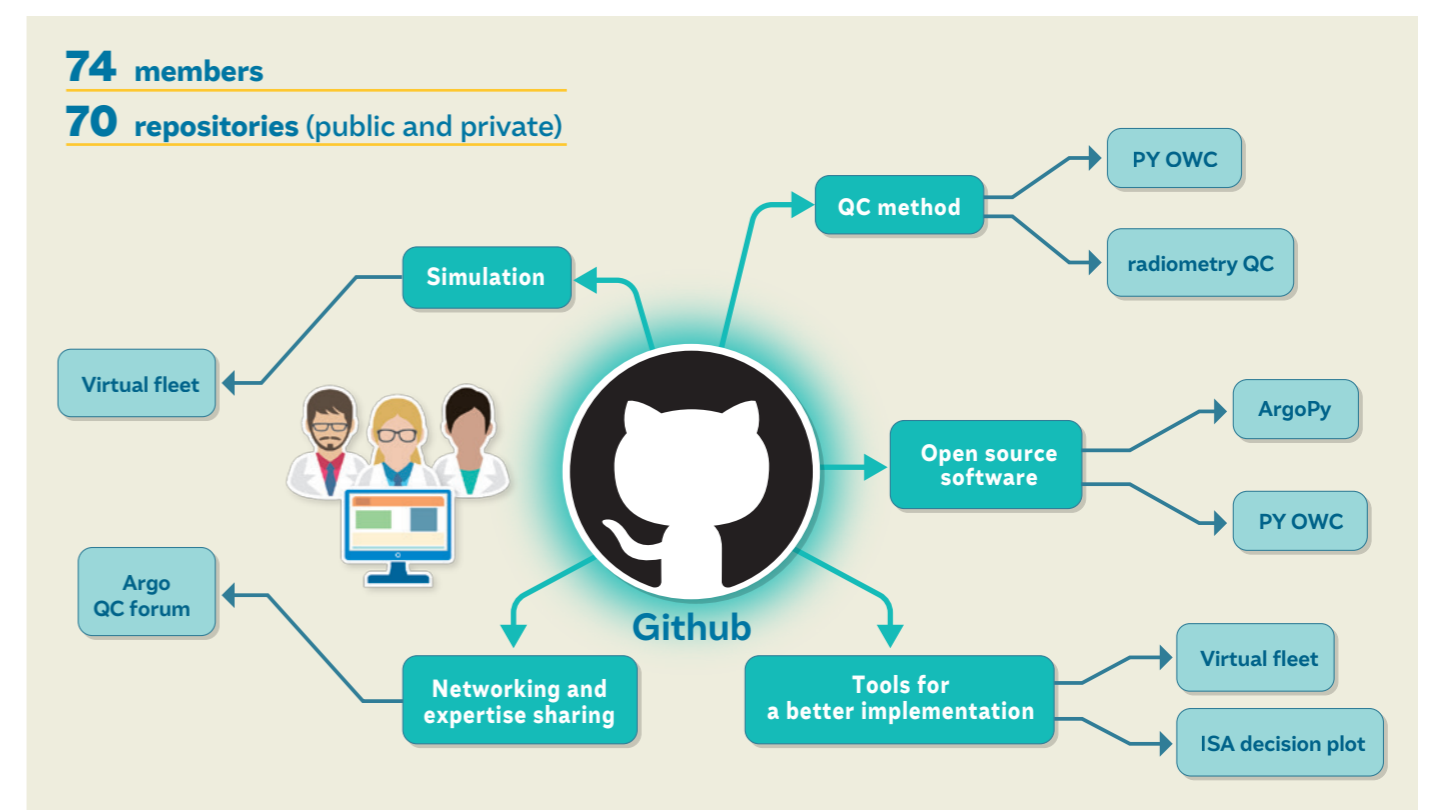 74 members
70 repositories (public and private)
PY OWC
QC method
radiometry QC
Simulation
Virtual fleet
ArgoPy
Open source
software
PY OWC
Argo
QC forum
Github
Networking and
expertise sharing
Tools for
a better implementation
Virtual fleet
ISA decision plot